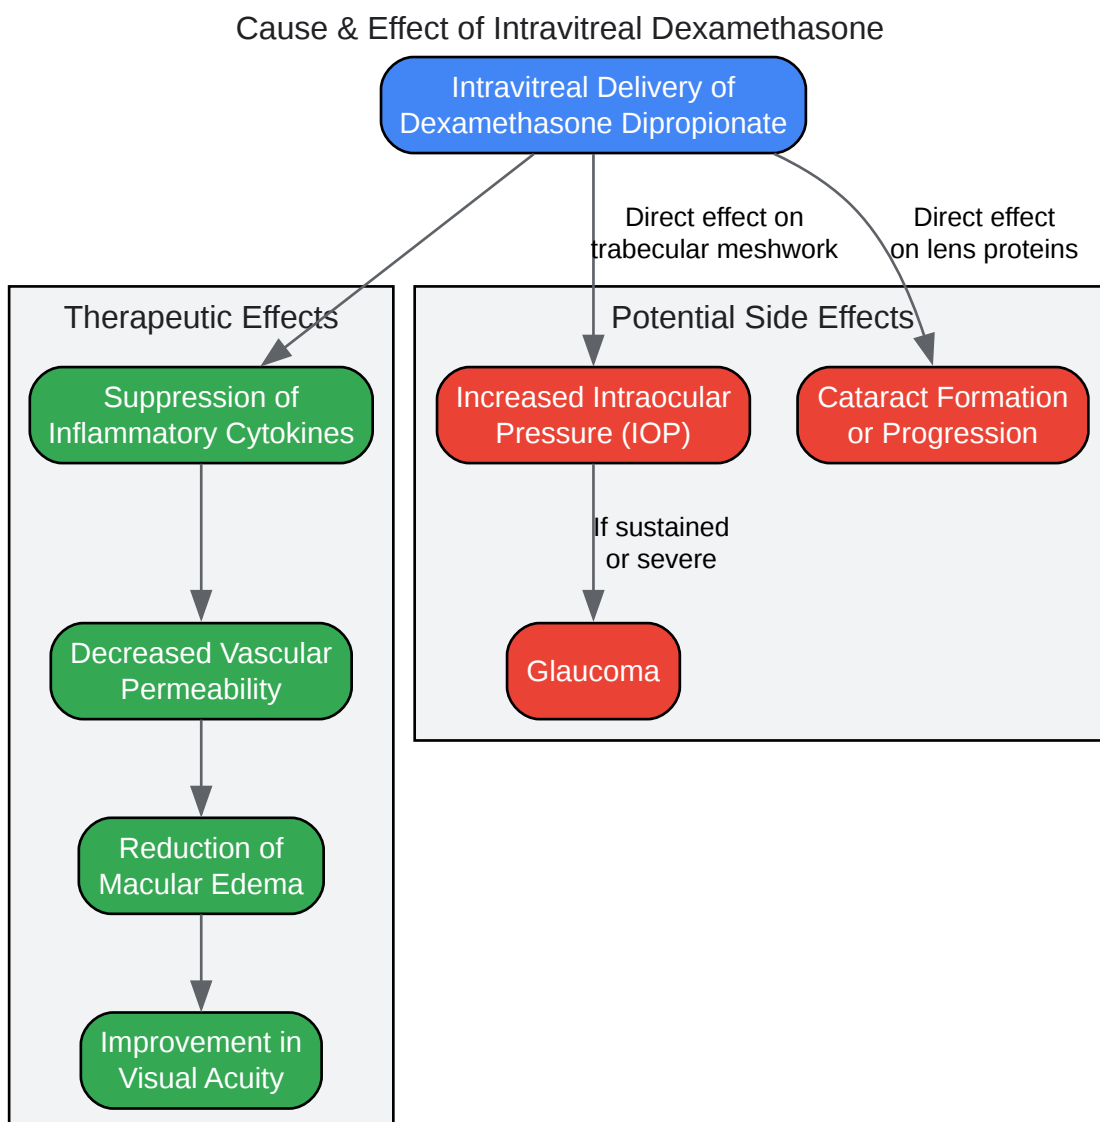 Cause & Effect of Intravitreal Dexamethasone
Intravitreal Delivery of
Dexamethasone Dipropionate
Direct effect on
trabecular meshwork
Direct effect
on lens proteins
Therapeutic Effects
Potential Side Effects
Suppression of
Inflammatory Cytokines
Increased Intraocular
Pressure (IOP)
Cataract Formation
or Progression
If sustained
or severe
Decreased Vascular
Permeability
Glaucoma
Reduction of
Macular Edema
Improvement in
Visual Acuity